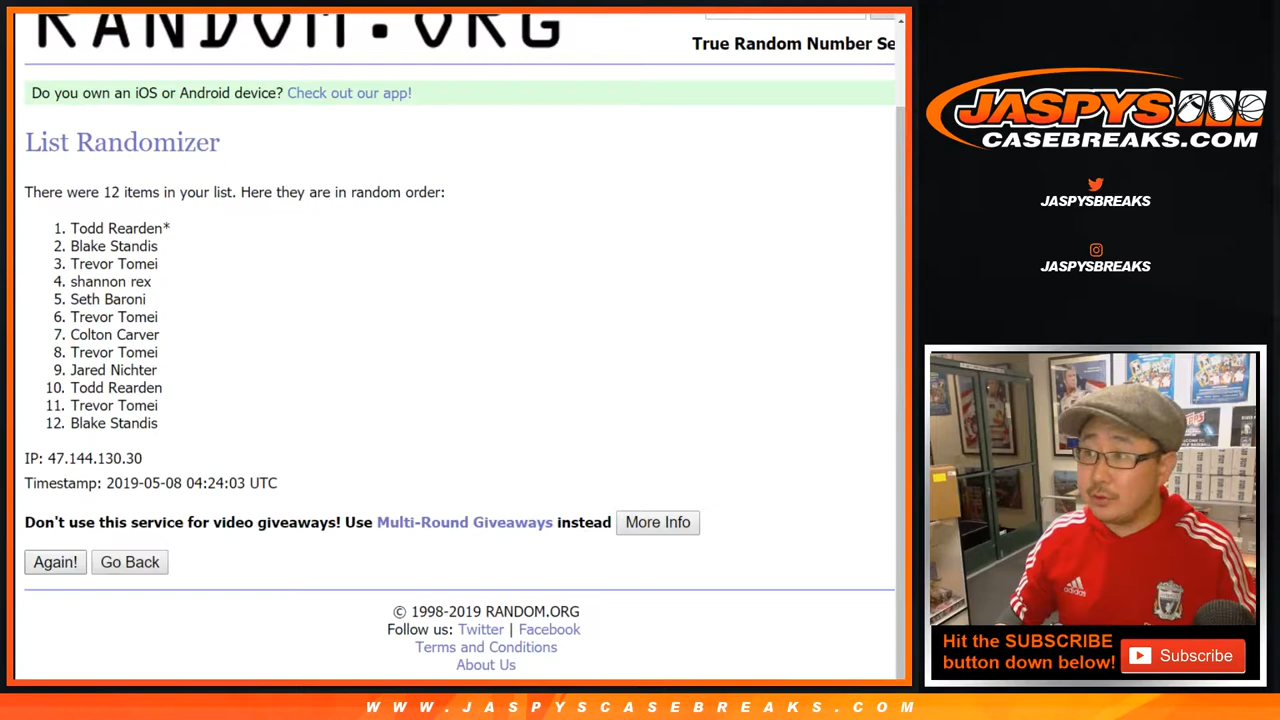 RANDOM.ORG
True Random Number Se
Do you own an iOS or Android device? Check out our app!
List Randomizer
There were 12 items in your list. Here they are in random order:
1. Todd Rearden*
2. Blake Standis
3. Trevor Tomei
4. shannon rex
5. Seth Baroni
6. Trevor Tomei
7. Colton Carver
8. Trevor Tomei
9. Jared Nichter
10. Todd Rearden
11. Trevor Tomei
12. Blake Standis
IP: 47.144.130.30
Timestamp: 2019-05-08 04:24:03 UTC
Don't use this service for video giveaways! Use Multi-Round Giveaways instead More Info
Again! Go Back
© 1998-2019 RANDOM.ORG
Follow us: Twitter | Facebook
Terms and Conditions
About Us
JASPYS
CASEBREAKS.COM
JASPYSBREAKS
JASPYSBREAKS
adidas
Hit the SUBSCRIBE
button down below!
Subscribe
WWW.JASPYSCASEBREAKS.COM